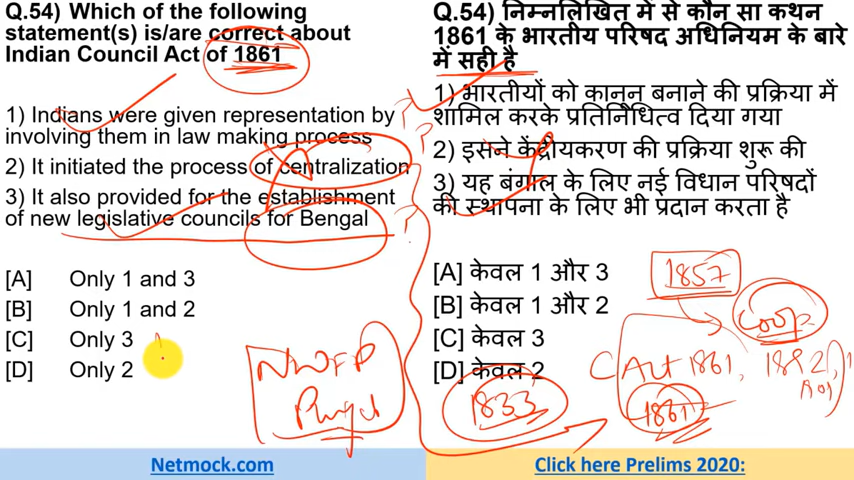 Q.54) Which of the following
statement(s) is/are correct about
Indian Council Act of 1861
1) Indians were given representation by
involving them in law making process
2) It initiated the process of centralization
3) It also provided for the establishment
of new legislative councils for Bengal
[A] Only 1 and 3
[B] Only 1 and 2
[C] Only 3
[D] Only 2
NWFP
Punjab
Q.54) निम्नलिखित में से कौन सा कथन
1861 के भारतीय परिषद अधिनियम के बारे
में सही है
1) भारतीयों को कानून बनाने की प्रक्रिया में
शामिल करके प्रतिनिधित्व दिया गया
2) इसने केंद्रीयकरण की प्रक्रिया शुरू की
3) यह बंगाल के लिए नई विधान परिषदों
की स्थापना के लिए भी प्रदान करता है
[A] केवल 1 और 3
[B] केवल 1 और 2
[C] केवल 3
[D] केवल 2
1857
Coop
C Act 1861, 1892,
1833
1861
Netmock.com
Click here Prelims 2020: